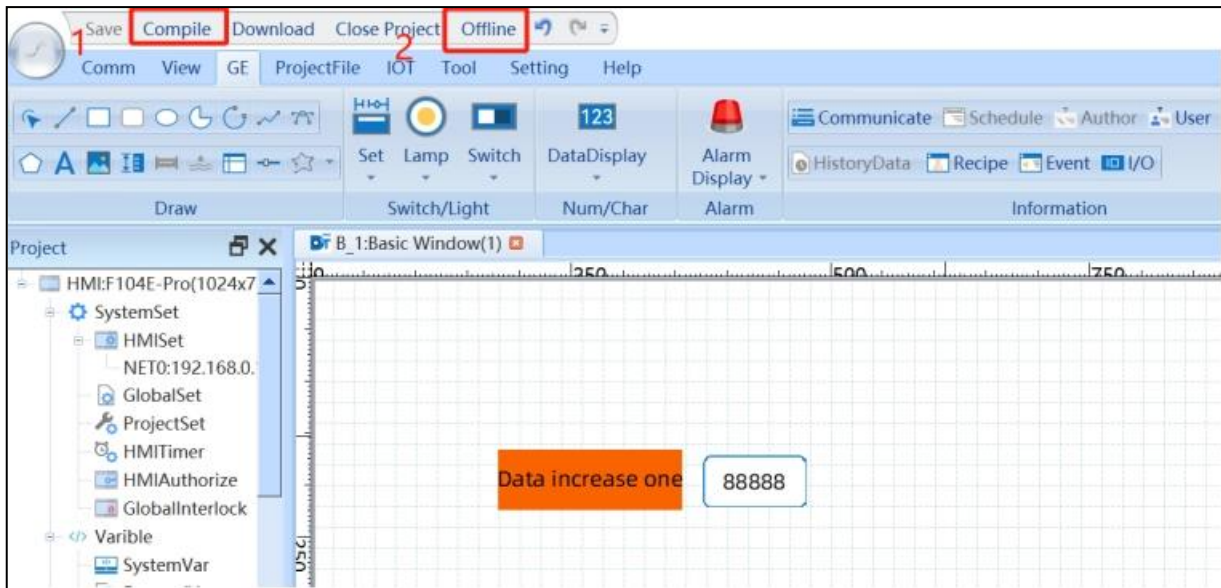 Save Compile Download Close Project Offline
1 2
Comm View GE ProjectFile IOT Tool Setting Help
123
Set Lamp Switch DataDisplay Alarm Display
Communicate Schedule Author User
HistoryData Recipe Event I/O
Draw Switch/Light Num/Char Alarm Information
Project
B_1:Basic Window(1)
0 250 500 750
HMI:F104E-Pro(1024x7
SystemSet
HMISet
NET0:192.168.0.
GlobalSet
ProjectSet
HMITimer
HMIAuthorize
GlobalInterlock
Varible
SystemVar
Data increase one 88888
250